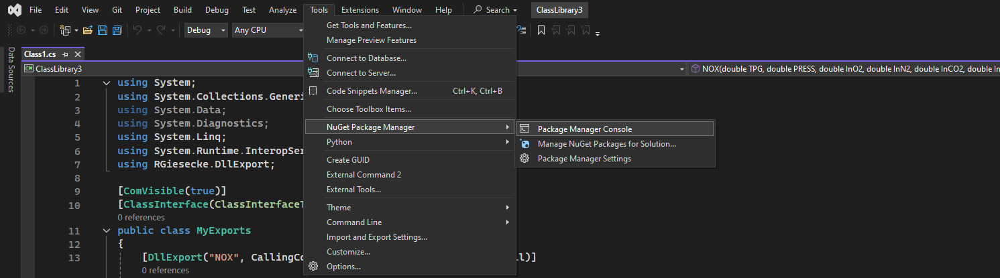 File Edit View Git Project Build Debug Test Analyze Tools Extensions Window Help Search ClassLibrary3
Debug Any CPU
Data Sources
Class1.cs
C# ClassLibrary3
NOX(double TPG, double PRESS, double InO2, double InN2, double InCO2, double In
1 using System;
2 using System.Collections.Generi
3 using System.Data;
4 using System.Diagnostics;
5 using System.Linq;
6 using System.Runtime.InteropSer
7 using RGiesecke.DllExport;
8
9 [ComVisible(true)]
10 [ClassInterface(ClassInterfaceT
0 references
11 public class MyExports
12 {
13 [DllExport("NOX", CallingCo l)]
0 references
Get Tools and Features...
Manage Preview Features
Connect to Database...
Connect to Server...
Code Snippets Manager... Ctrl+K, Ctrl+B
Choose Toolbox Items...
NuGet Package Manager
Python
Create GUID
External Command 2
External Tools...
Theme
Command Line
Import and Export Settings...
Customize...
Options...
Package Manager Console
Manage NuGet Packages for Solution...
Package Manager Settings